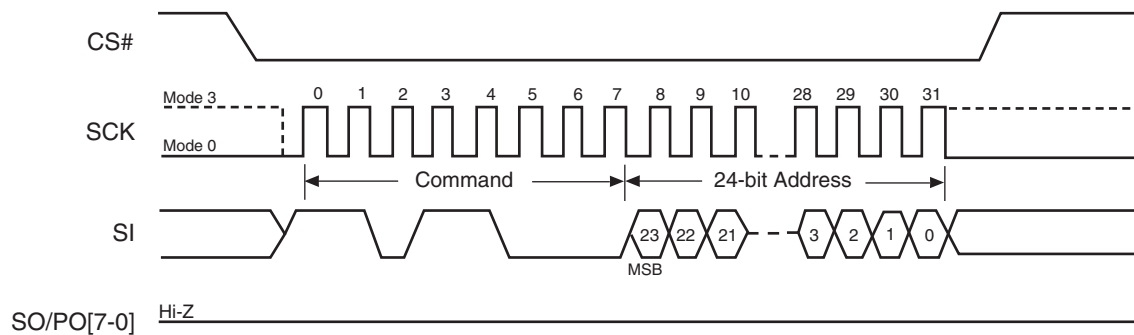 CS#
Mode 3
0 1 2 3 4 5 6 7 8 9 10 28 29 30 31
SCK
Mode 0
Command 24-bit Address
SI
23 22 21 3 2 1 0
MSB
SO/PO[7-0]
Hi-Z